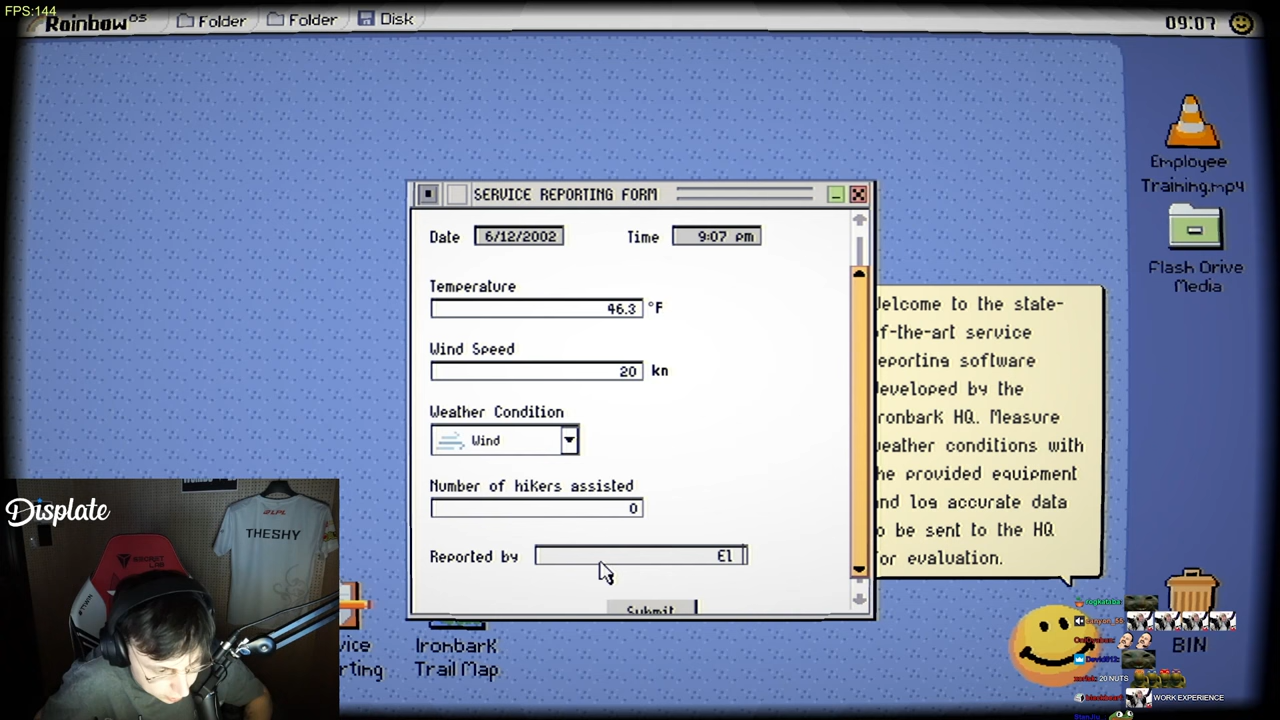 FPS:144
RainbowOS
Folder
Folder
Disk
09:07
Employee
Training.mp4
Flash Drive
Media
SERVICE REPORTING FORM
Date 6/12/2002 Time 9:07 pm
Temperature
46.3 °F
Wind Speed
20 kn
Weather Condition
Wind
Number of hikers assisted
0
Reported by El
Submit
Welcome to the state-
of-the-art service
reporting software
developed by the
Ironbark HQ. Measure
weather conditions with
the provided equipment
and log accurate data
to be sent to the HQ
for evaluation.
Ironbark
Trail Map
BIN
Displate
LPL
THESHY
SECRET
LAB
20 NUTS
WORK EXPERIENCE